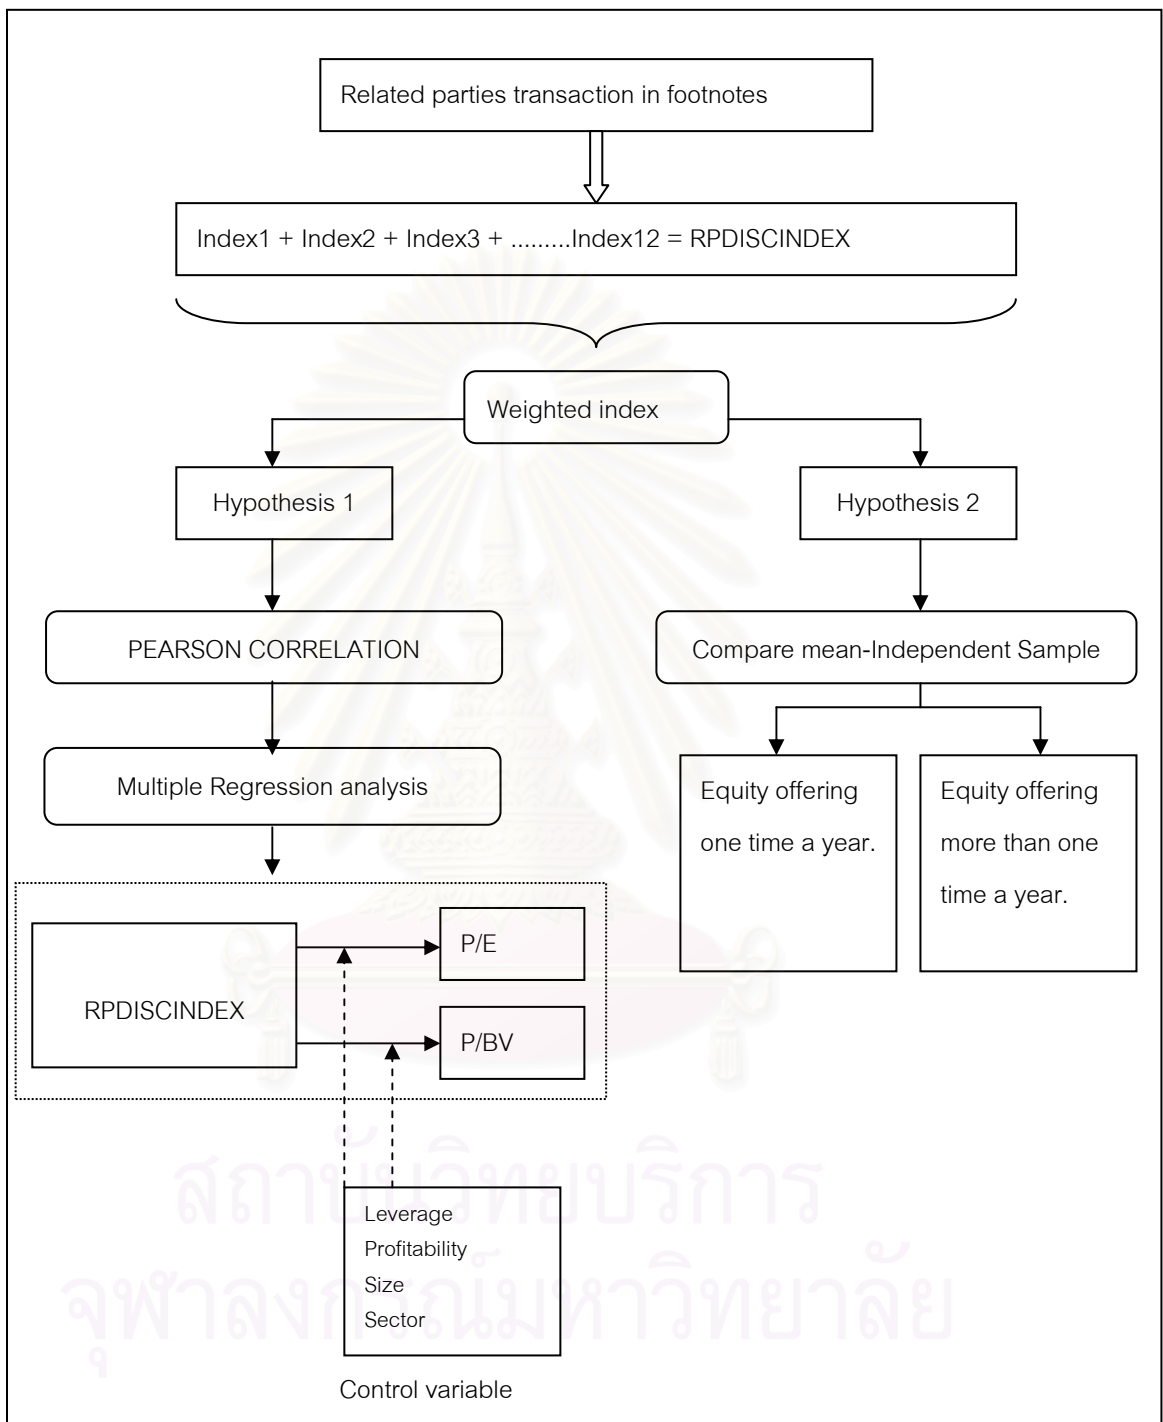 Related parties transaction in footnotes
Index1 + Index2 + Index3 + .........Index12 = RPDISCINDEX
Weighted index
Hypothesis 1
Hypothesis 2
PEARSON CORRELATION
Compare mean-Independent Sample
Multiple Regression analysis
Equity offering
one time a year.
Equity offering
more than one
time a year.
RPDISCINDEX
P/E
P/BV
Leverage
Profitability
Size
Sector
Control variable
สถาบันวิทยบริการ
จุฬาลงกรณ์มหาวิทยาลัย